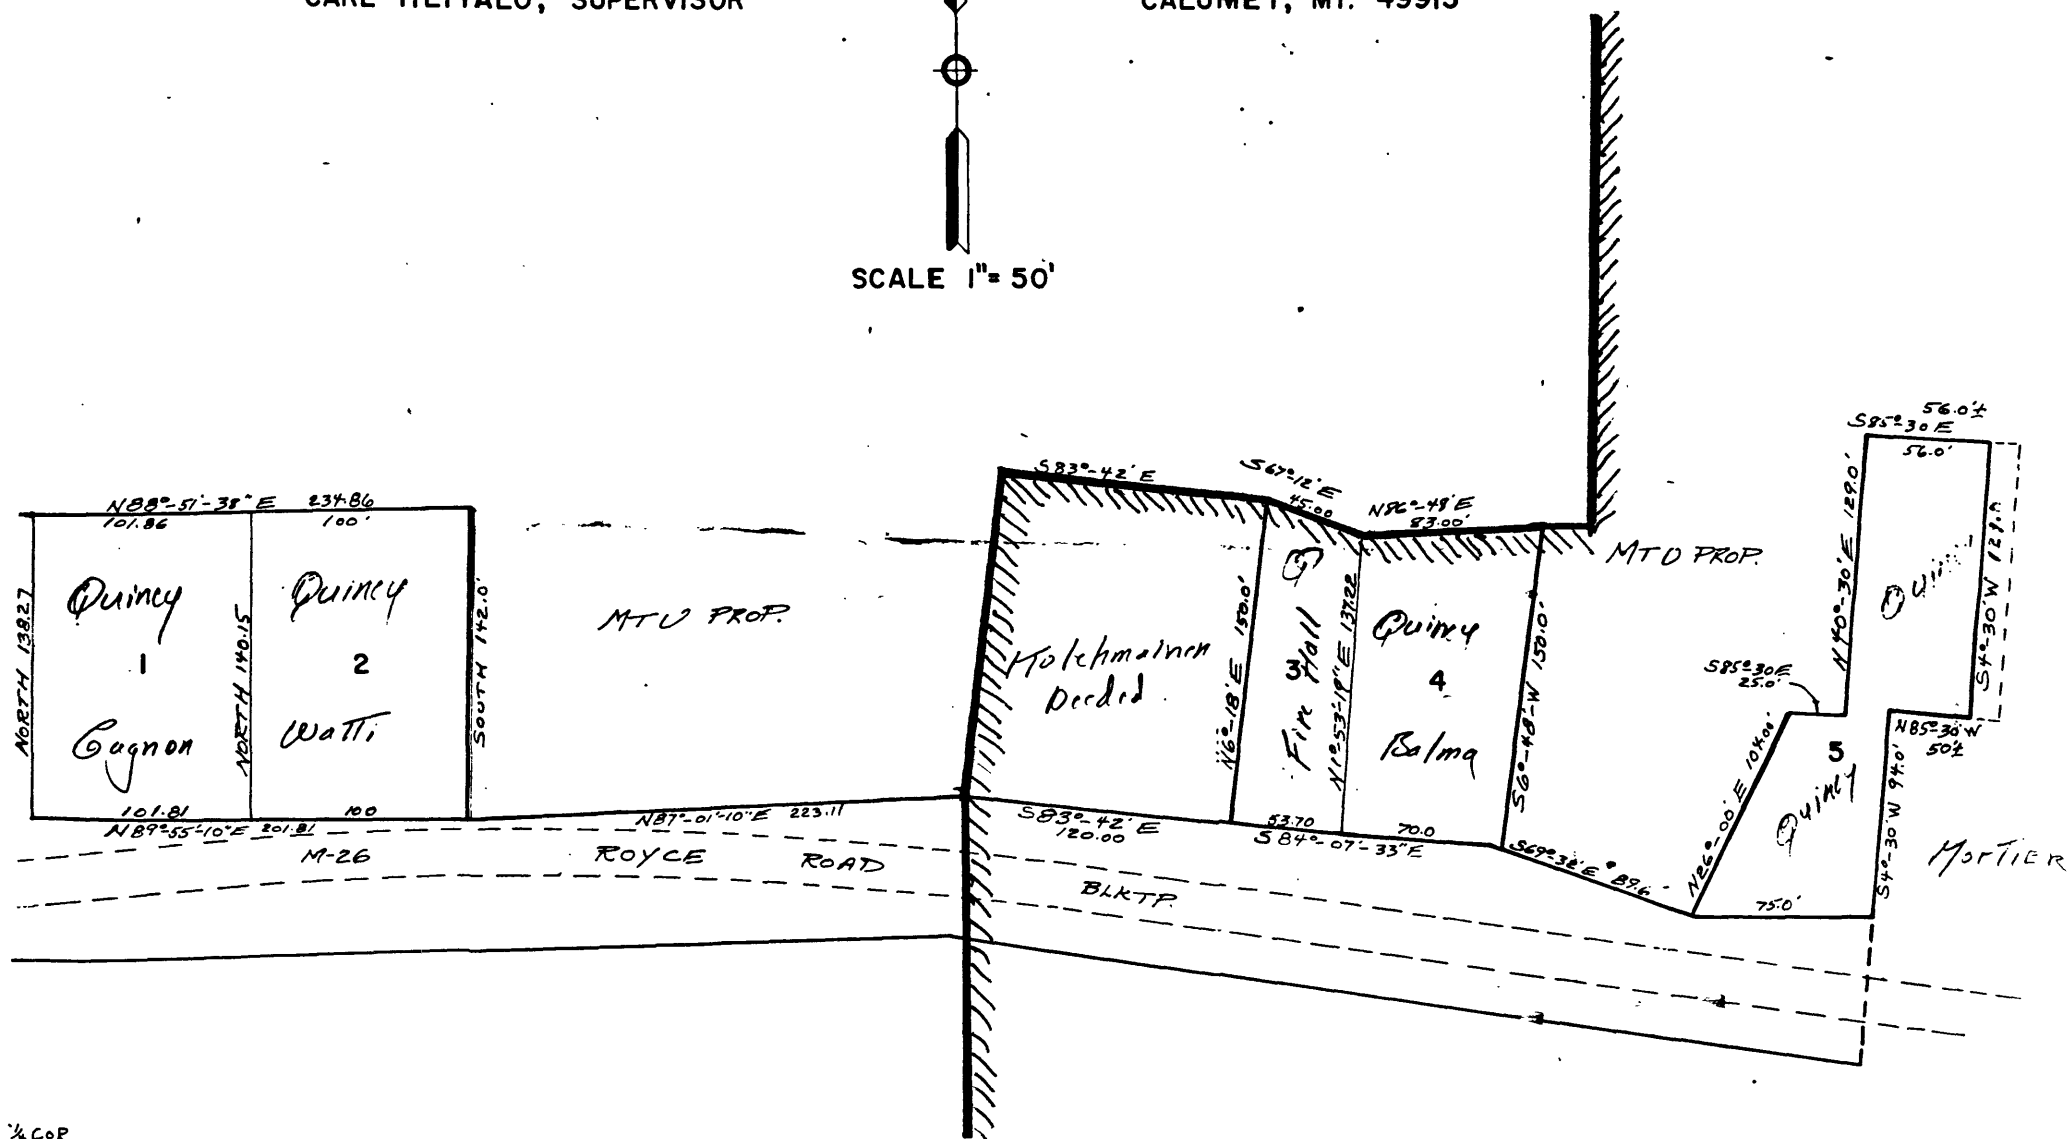 SUPERVISOR
CALUMET, MI. 49913
SCALE 1"= 50'
N88°-51'-38" E 234.86
101.86 100'
NORTH 138.27
Quincy
1
Gagnon
NORTH 140.15
Quincy
2
Watti
SOUTH 142.0'
101.81 100
N89°-55'-10" E 201.81
MTU PROP.
N87°-01'-10" E 223.11
M-26 ROYCE ROAD
BLKTP.
S83°-42' E
Kolehmainen
Deeded
S83°-42' E
120.00
N6°-18' E 150.0'
S67°-12' E
45.00
3
Fire Hall
N1°-53'-19" E 137.22
53.70
S84°-07'-33" E
N86°-48' E
83.00'
Quincy
4
Balma
70.0
S6°-48'-W 150.0'
S69°-32' E 89.6'
MTU PROP.
56.0'±
S85°-30 E
56.0'
N4°-30' E 129.0'
S4°-30' W
S85°-30 E
25.0'
N85°-30' W
50'±
N26°-00' E 104.00'
5
Quincy
S4°-30' W 94.0'
75.0'
MORTIER
1/4 COR